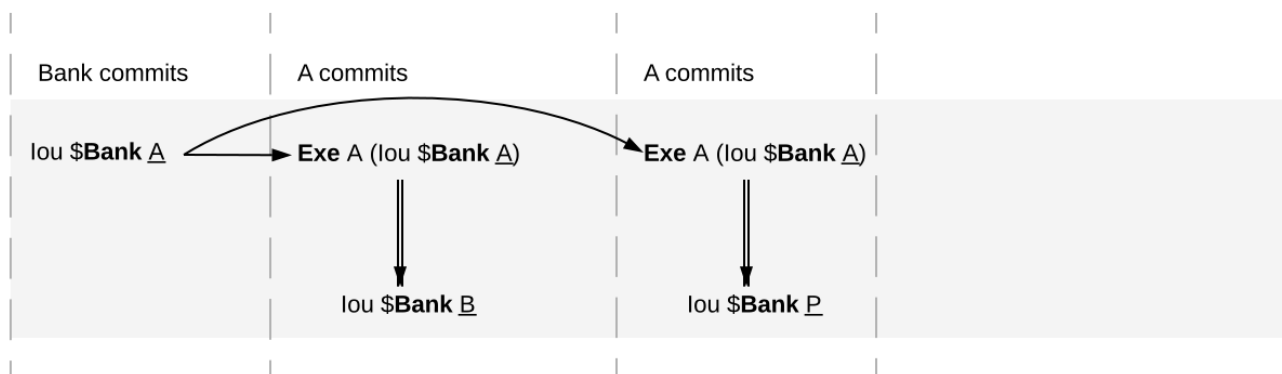 Bank commits
A commits
A commits
Iou $Bank A
Exe A (Iou $Bank A)
Exe A (Iou $Bank A)
Iou $Bank B
Iou $Bank P